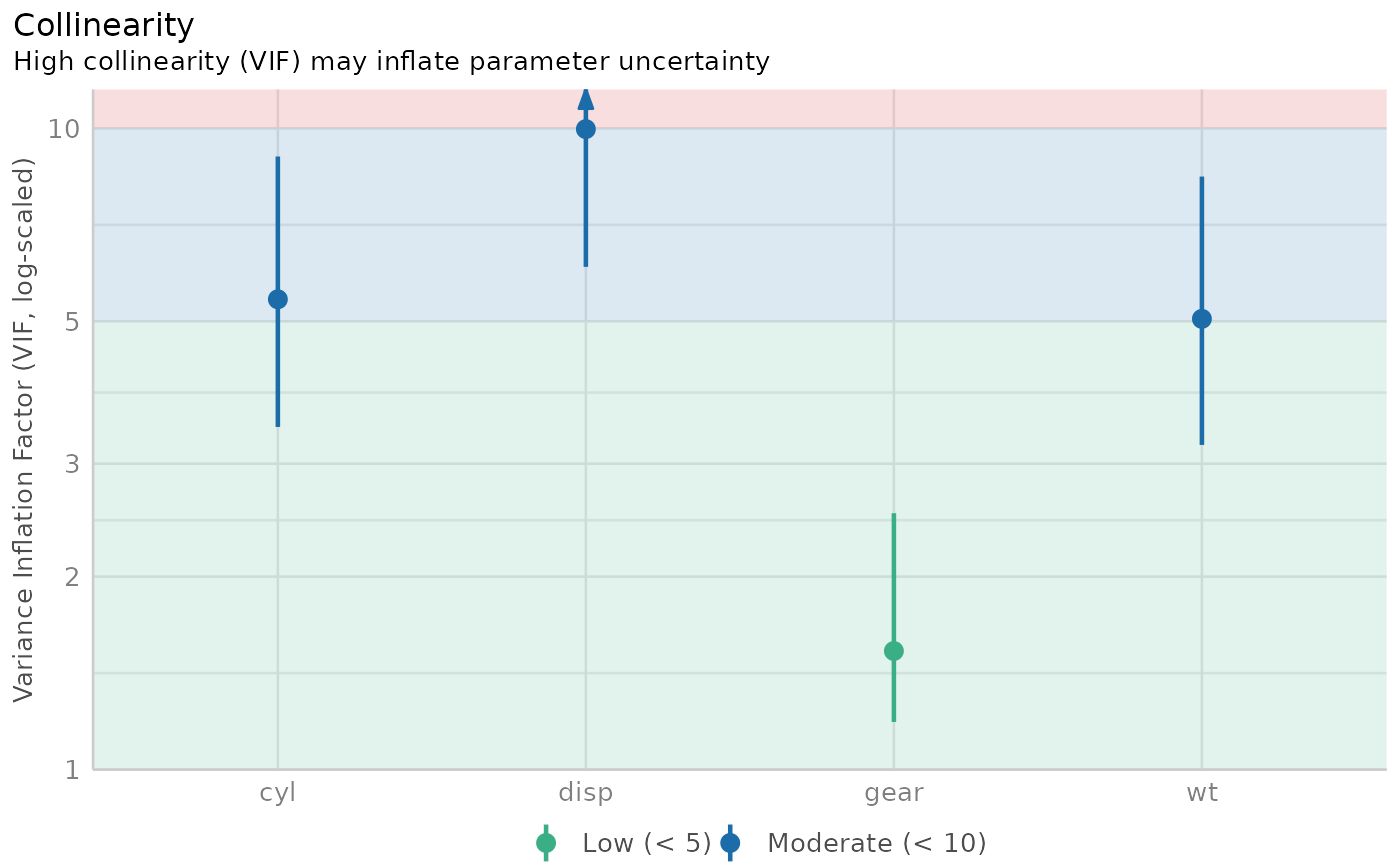 Collinearity
High collinearity (VIF) may inflate parameter uncertainty
Variance Inflation Factor (VIF, log-scaled)
10
5
3
2
1
cyl
disp
gear
wt
Low (< 5)
Moderate (< 10)